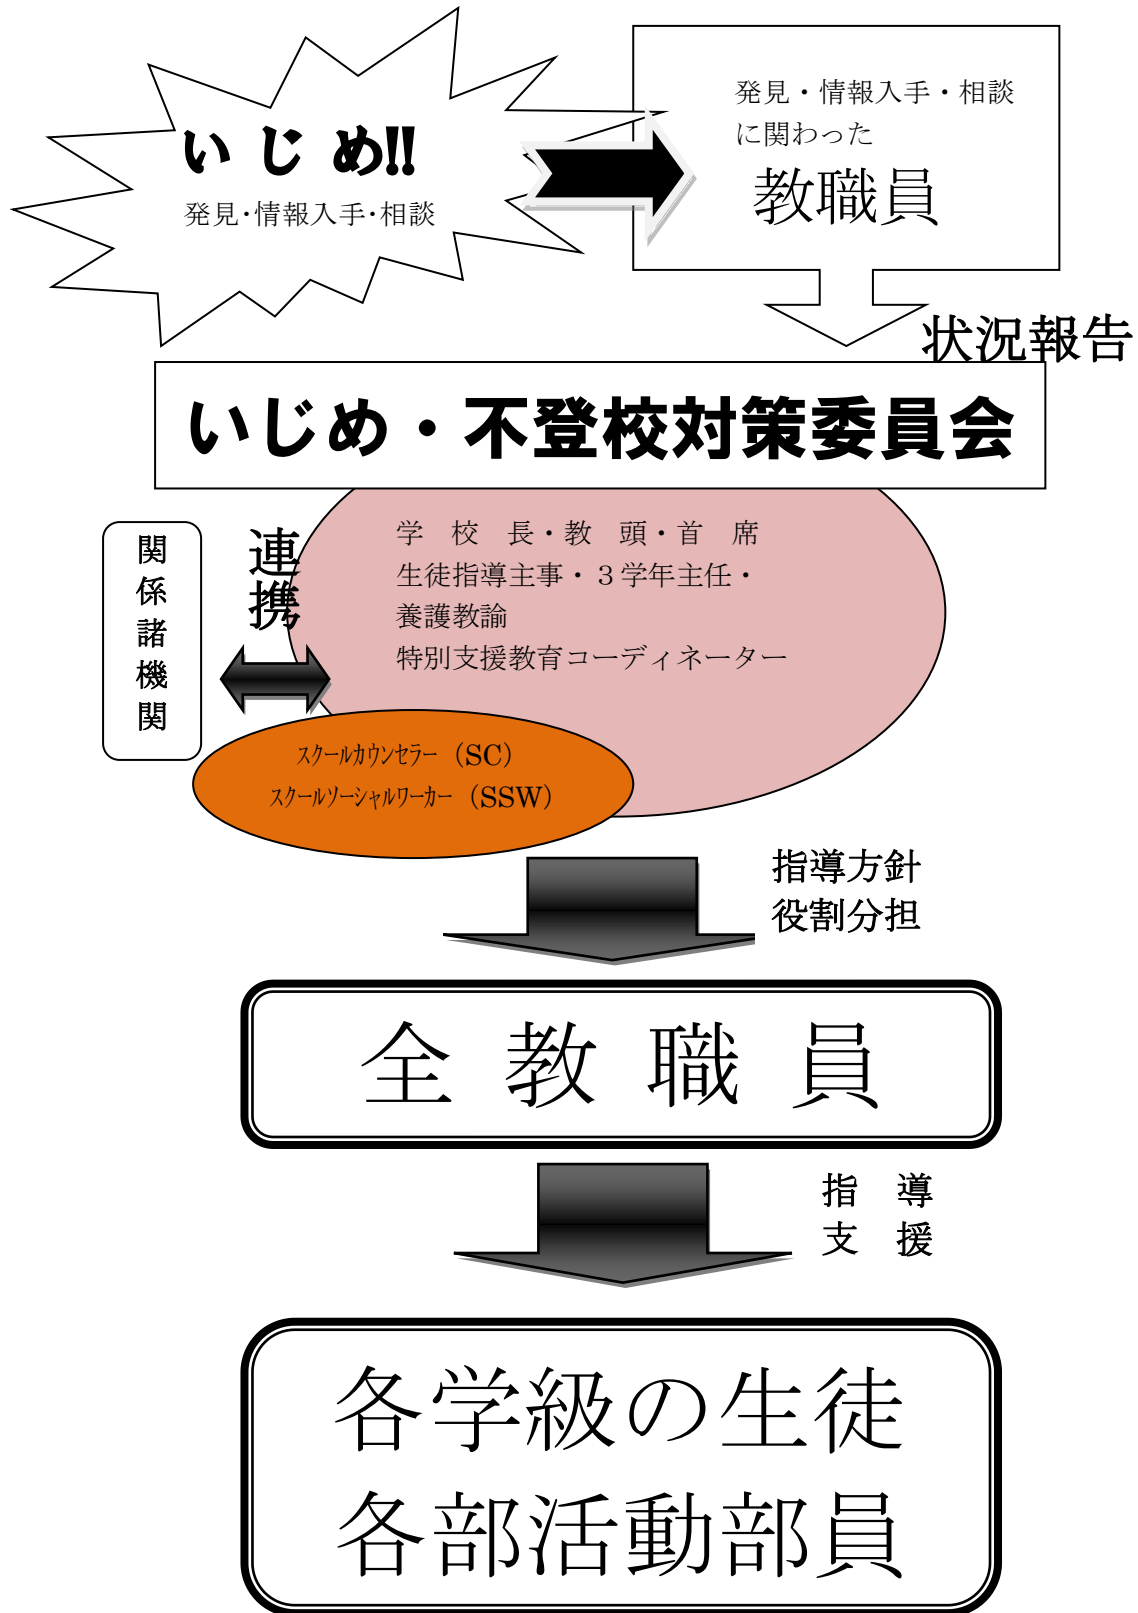 いじめ!!
発見・情報入手・相談
発見・情報入手・相談
に関わった
教職員
状況報告
いじめ・不登校対策委員会
関係諸機関
連携
学　校　長・教　頭・首　席
生徒指導主事・３学年主任・
養護教諭
特別支援教育コーディネーター
スクールカウンセラー（SC）
スクールソーシャルワーカー（SSW）
指導方針
役割分担
全 教 職 員
指　導
支　援
各学級の生徒
各部活動部員